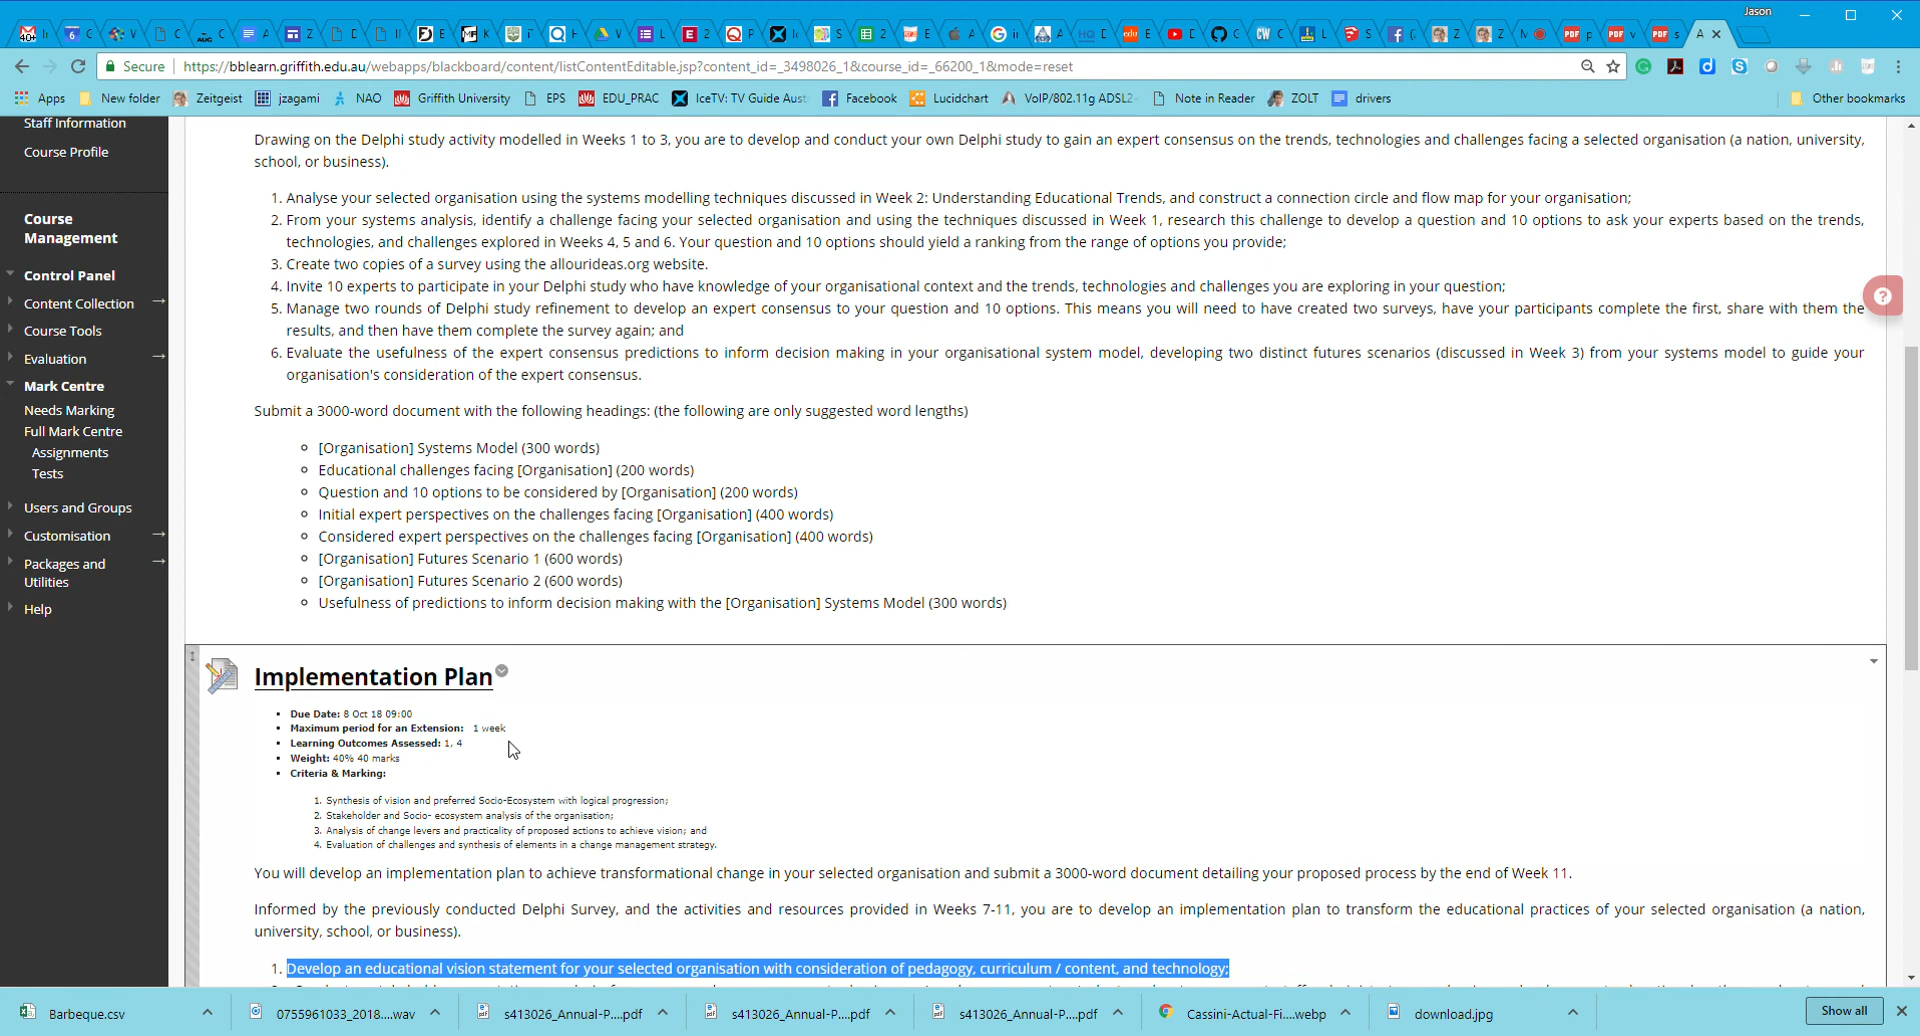 Jason
Secure https://bblearn.griffith.edu.au/webapps/blackboard/content/listContentEditable.jsp?content_id=_3498026_1&course_id=_66200_1&mode=reset
Apps New folder Zeitgeist jzagami NAO Griffith University EPS EDU_PRAC IceTV: TV Guide Aust Facebook Lucidchart VoIP/802.11g ADSL2- Note in Reader ZOLT drivers Other bookmarks
Staff Information
Course Profile
Course
Management
Control Panel
Content Collection
Course Tools
Evaluation
Mark Centre
Needs Marking
Full Mark Centre
Assignments
Tests
Users and Groups
Customisation
Packages and
Utilities
Help
Drawing on the Delphi study activity modelled in Weeks 1 to 3, you are to develop and conduct your own Delphi study to gain an expert consensus on the trends, technologies and challenges facing a selected organisation (a nation, university,
school, or business).
1. Analyse your selected organisation using the systems modelling techniques discussed in Week 2: Understanding Educational Trends, and construct a connection circle and flow map for your organisation;
2. From your systems analysis, identify a challenge facing your selected organisation and using the techniques discussed in Week 1, research this challenge to develop a question and 10 options to ask your experts based on the trends,
technologies, and challenges explored in Weeks 4, 5 and 6. Your question and 10 options should yield a ranking from the range of options you provide;
3. Create two copies of a survey using the allourideas.org website.
4. Invite 10 experts to participate in your Delphi study who have knowledge of your organisational context and the trends, technologies and challenges you are exploring in your question;
5. Manage two rounds of Delphi study refinement to develop an expert consensus to your question and 10 options. This means you will need to have created two surveys, have your participants complete the first, share with them the
results, and then have them complete the survey again; and
6. Evaluate the usefulness of the expert consensus predictions to inform decision making in your organisational system model, developing two distinct futures scenarios (discussed in Week 3) from your systems model to guide your
organisation's consideration of the expert consensus.
Submit a 3000-word document with the following headings: (the following are only suggested word lengths)
[Organisation] Systems Model (300 words)
Educational challenges facing [Organisation] (200 words)
Question and 10 options to be considered by [Organisation] (200 words)
Initial expert perspectives on the challenges facing [Organisation] (400 words)
Considered expert perspectives on the challenges facing [Organisation] (400 words)
[Organisation] Futures Scenario 1 (600 words)
[Organisation] Futures Scenario 2 (600 words)
Usefulness of predictions to inform decision making with the [Organisation] Systems Model (300 words)
Implementation Plan
Due Date: 8 Oct 18 09:00
Maximum period for an Extension: 1 week
Learning Outcomes Assessed: 1, 4
Weight: 40% 40 marks
Criteria & Marking:
1. Synthesis of vision and preferred Socio-Ecosystem with logical progression;
2. Stakeholder and Socio- ecosystem analysis of the organisation;
3. Analysis of change levers and practicality of proposed actions to achieve vision; and
4. Evaluation of challenges and synthesis of elements in a change management strategy.
You will develop an implementation plan to achieve transformational change in your selected organisation and submit a 3000-word document detailing your proposed process by the end of Week 11.
Informed by the previously conducted Delphi Survey, and the activities and resources provided in Weeks 7-11, you are to develop an implementation plan to transform the educational practices of your selected organisation (a nation,
university, school, or business).
1. Develop an educational vision statement for your selected organisation with consideration of pedagogy, curriculum / content, and technology;
Barbeque.csv 0755961033_2018....wav s413026_Annual-P....pdf s413026_Annual-P....pdf s413026_Annual-P....pdf Cassini-Actual-Fi....webp download.jpg Show all